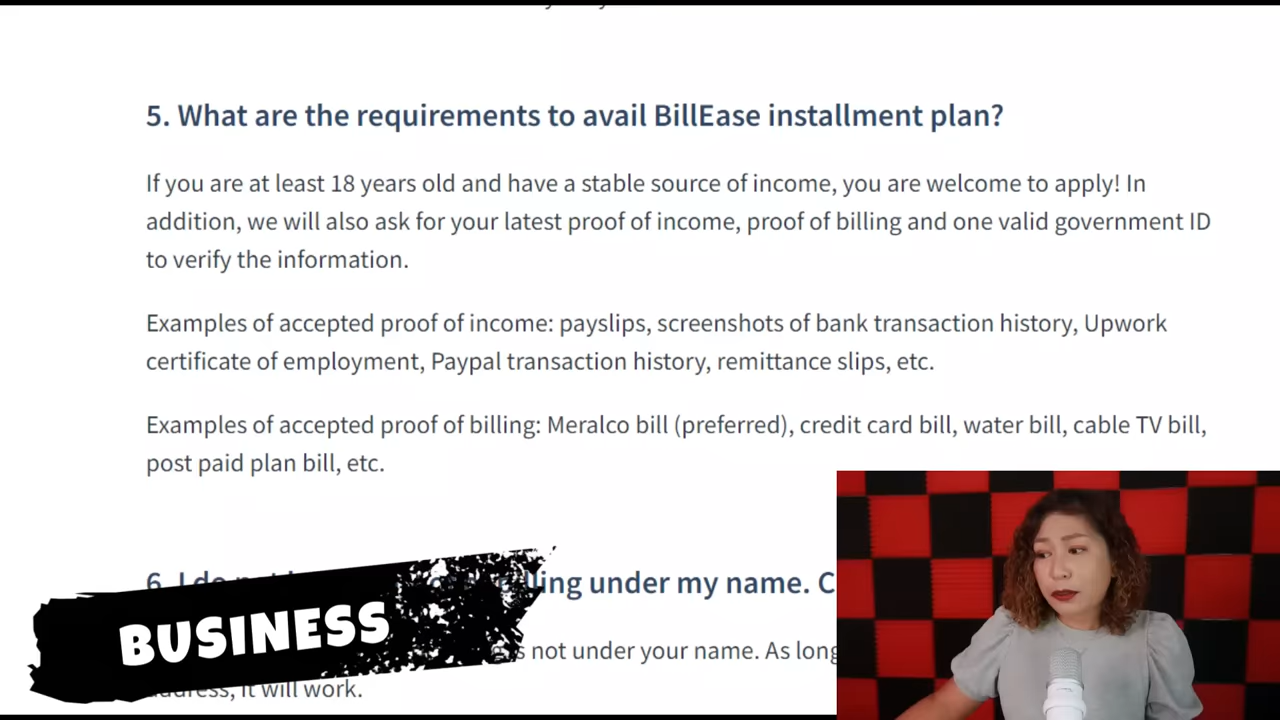 5. What are the requirements to avail BillEase installment plan?
If you are at least 18 years old and have a stable source of income, you are welcome to apply! In
addition, we will also ask for your latest proof of income, proof of billing and one valid government ID
to verify the information.
Examples of accepted proof of income: payslips, screenshots of bank transaction history, Upwork
certificate of employment, Paypal transaction history, remittance slips, etc.
Examples of accepted proof of billing: Meralco bill (preferred), credit card bill, water bill, cable TV bill,
post paid plan bill, etc.
6. I do under my name.
BUSINESS
not under your name. As long
it will work.